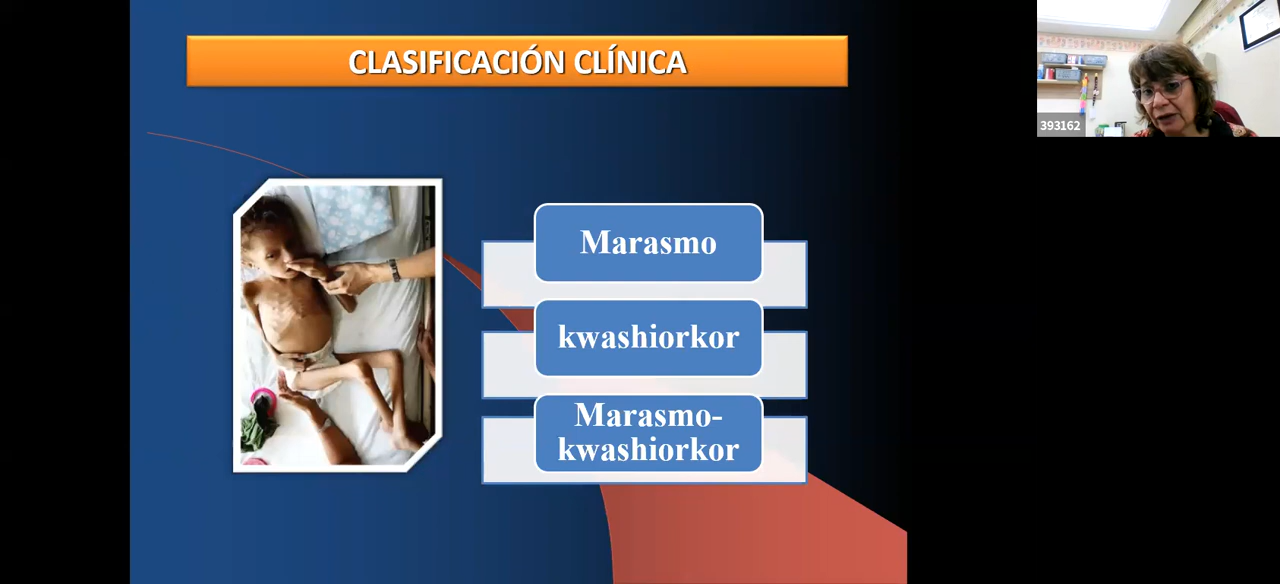 CLASIFICACIÓN CLÍNICA
393162
Marasmo
kwashiorkor
Marasmo-
kwashiorkor